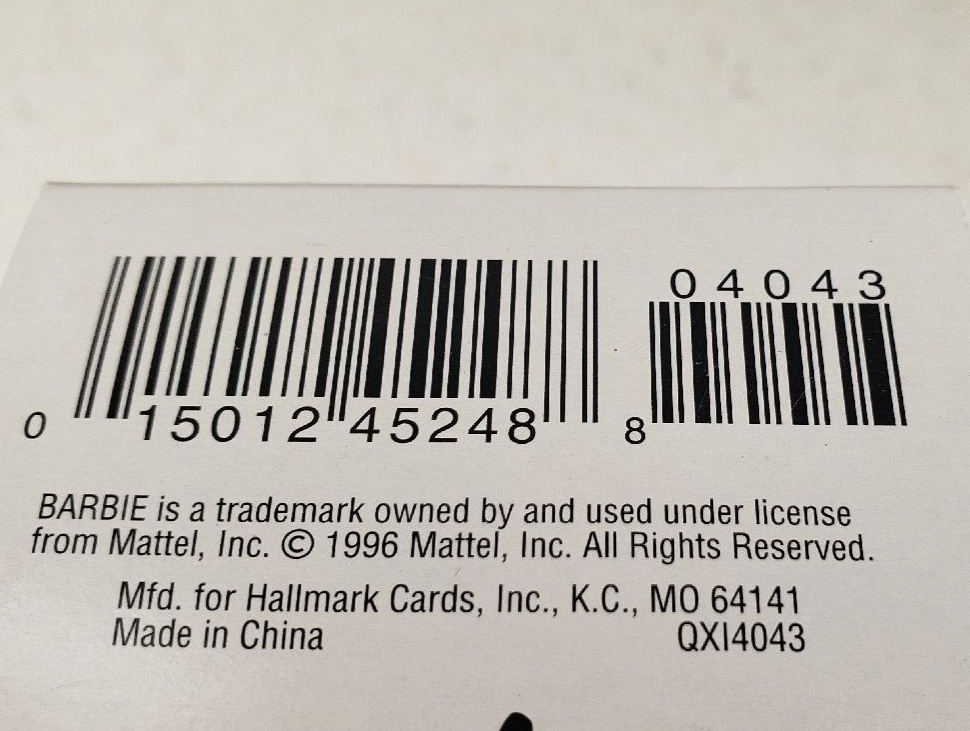 04043
0 15012 45248 8
BARBIE is a trademark owned by and used under license
from Mattel, Inc. © 1996 Mattel, Inc. All Rights Reserved.
Mfd. for Hallmark Cards, Inc., K.C., MO 64141
Made in China QXI4043